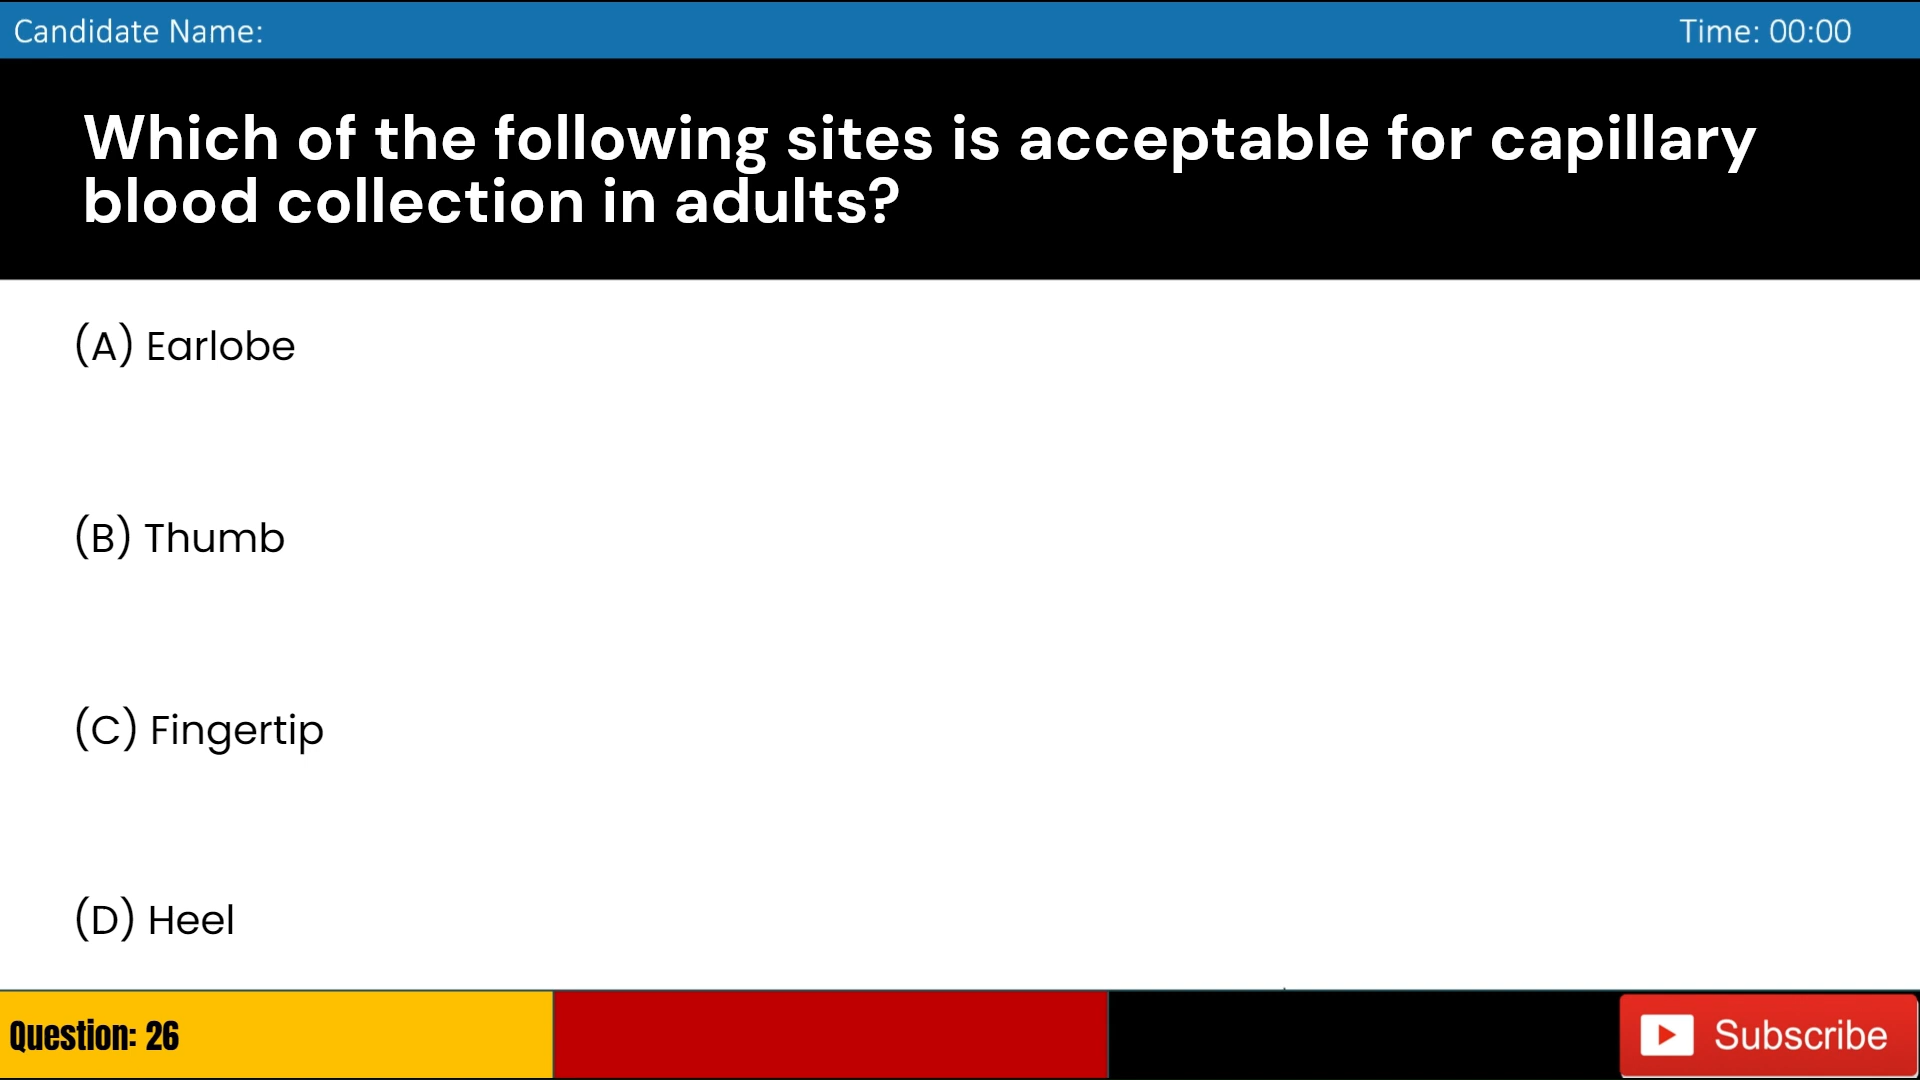 Candidate Name:
Time: 00:00
Which of the following sites is acceptable for capillary
blood collection in adults?
(A) Earlobe
(B) Thumb
(C) Fingertip
(D) Heel
Question: 26
Subscribe